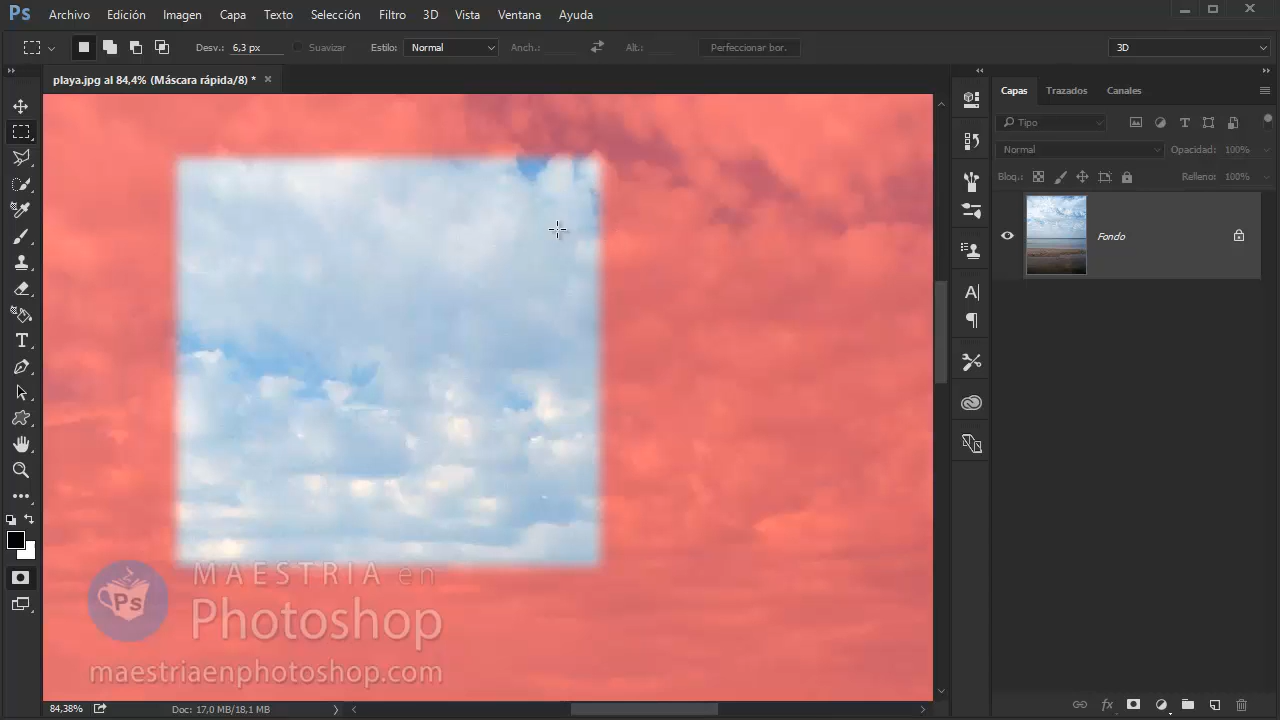 Ps Archivo Edición Imagen Capa Texto Selección Filtro 3D Vista Ventana Ayuda
Desv.: 6,3 px Suavizar Estilo: Normal Anch.: Alt.: Perfeccionar bor. 3D
playa.jpg al 84,4% (Máscara rápida/8) * ×
Capas Trazados Canales
Tipo
Normal Opacidad: 100%
Bloq.: Relleno: 100%
Fondo
MAESTRIA en
Ps Photoshop
maestriaenphotoshop.com
84,38% Doc: 17,0 MB/18,1 MB